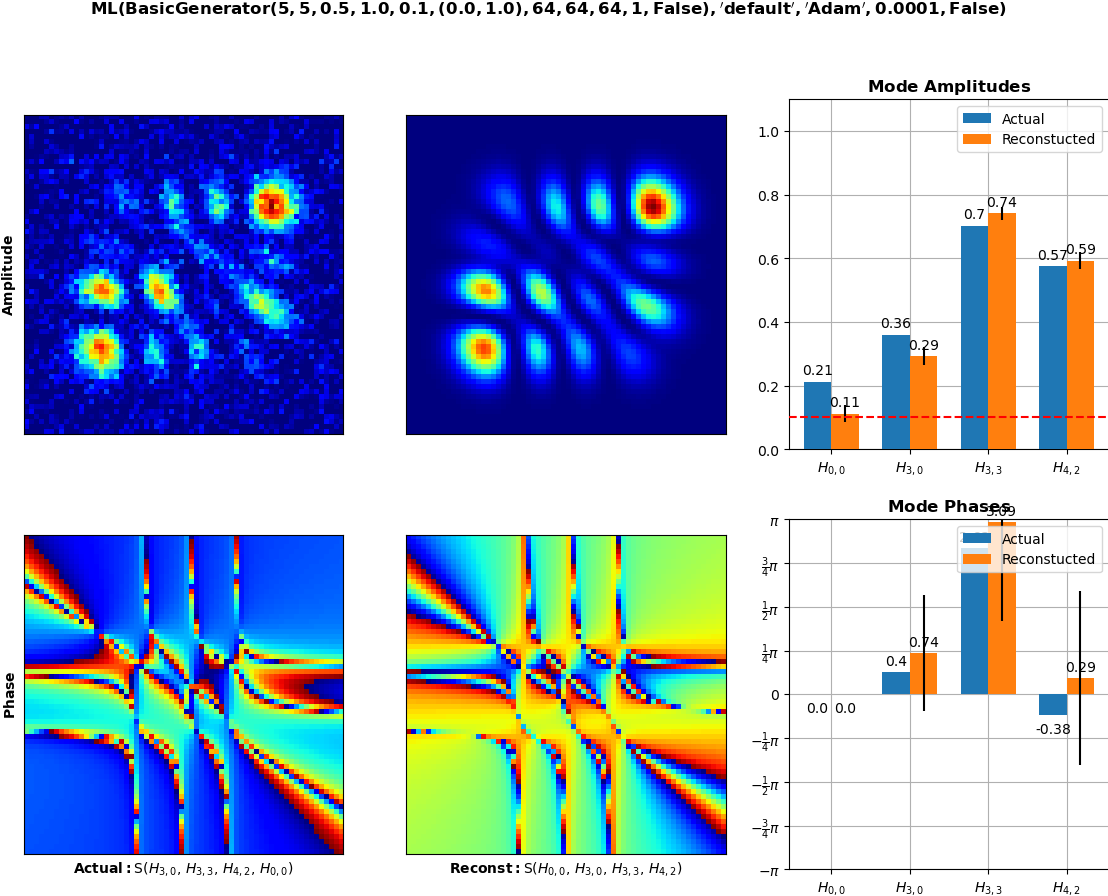 ML(BasicGenerator(5, 5, 0.5, 1.0, 0.1, (0.0, 1.0), 64, 64, 64, 1, False), ′default′, ′Adam′, 0.0001, False)
Mode Amplitudes
Actual
Reconstucted
1.0
0.8
0.6
0.4
0.2
0.0
0.21
0.11
0.36
0.29
0.7
0.74
0.57
0.59
H0,0
H3,0
H3,3
H4,2
Amplitude
Mode Phases
Actual
Reconstucted
π
3/4π
1/2π
1/4π
0
−1/4π
−1/2π
−3/4π
−π
0.0
0.0
0.4
0.74
3.09
-0.38
0.29
H0,0
H3,0
H3,3
H4,2
Phase
Actual: S(H3,0, H3,3, H4,2, H0,0)
Reconst: S(H0,0, H3,0, H3,3, H4,2)